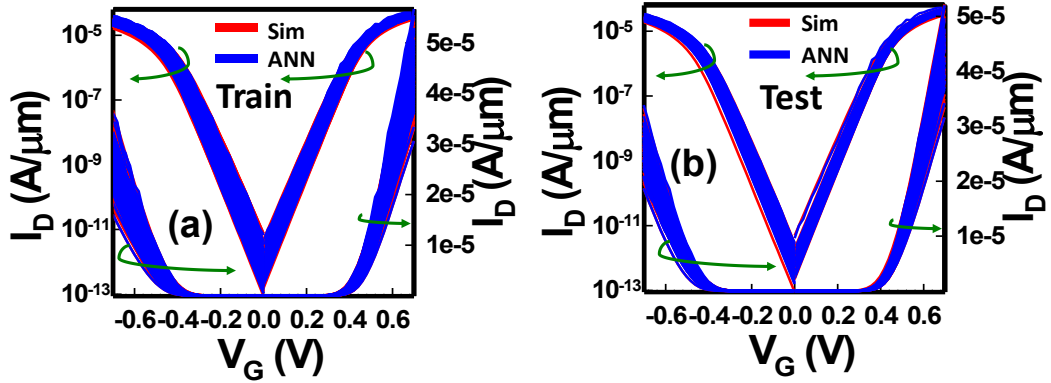 10^-5
10^-7
10^-9
10^-11
10^-13
I_D (A/μm)
Sim
ANN
Train
(a)
5e-5
4e-5
3e-5
2e-5
1e-5
I_D (A/μm)
-0.6 -0.4 -0.2 0.0 0.2 0.4 0.6
V_G (V)
10^-5
10^-7
10^-9
10^-11
10^-13
I_D (A/μm)
Sim
ANN
Test
(b)
5e-5
4e-5
3e-5
2e-5
1e-5
I_D (A/μm)
-0.6 -0.4 -0.2 0.0 0.2 0.4 0.6
V_G (V)